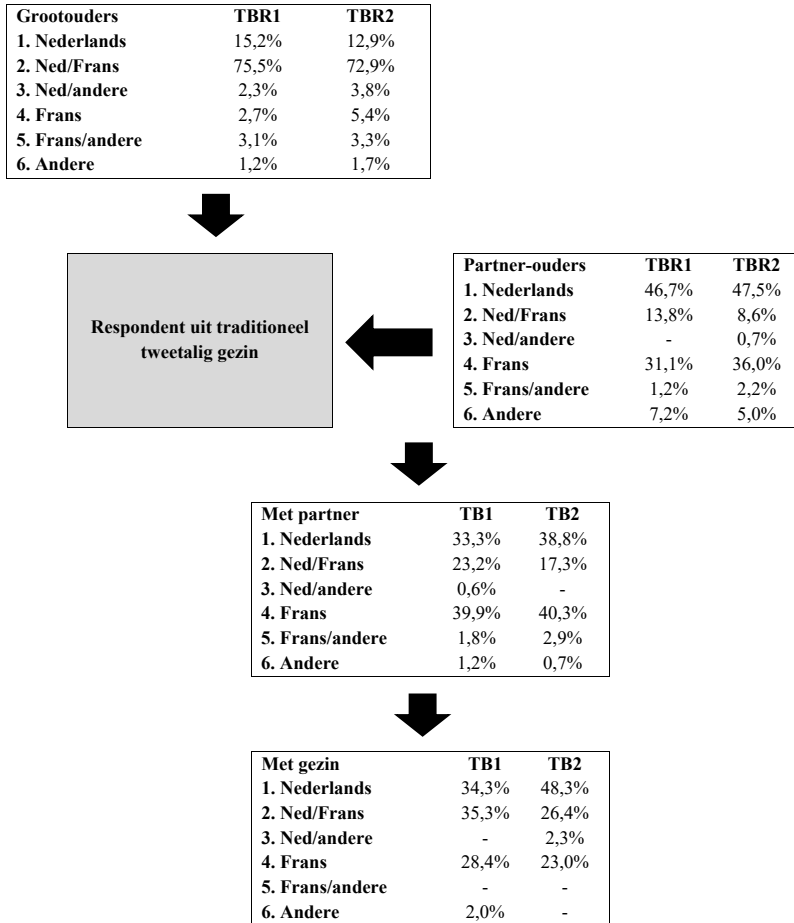 Grootouders TBR1 TBR2
1. Nederlands 15,2% 12,9%
2. Ned/Frans 75,5% 72,9%
3. Ned/andere 2,3% 3,8%
4. Frans 2,7% 5,4%
5. Frans/andere 3,1% 3,3%
6. Andere 1,2% 1,7%
Respondent uit traditioneel
tweetalig gezin
Partner-ouders TBR1 TBR2
1. Nederlands 46,7% 47,5%
2. Ned/Frans 13,8% 8,6%
3. Ned/andere - 0,7%
4. Frans 31,1% 36,0%
5. Frans/andere 1,2% 2,2%
6. Andere 7,2% 5,0%
Met partner TB1 TB2
1. Nederlands 33,3% 38,8%
2. Ned/Frans 23,2% 17,3%
3. Ned/andere 0,6% -
4. Frans 39,9% 40,3%
5. Frans/andere 1,8% 2,9%
6. Andere 1,2% 0,7%
Met gezin TB1 TB2
1. Nederlands 34,3% 48,3%
2. Ned/Frans 35,3% 26,4%
3. Ned/andere - 2,3%
4. Frans 28,4% 23,0%
5. Frans/andere - -
6. Andere 2,0% -